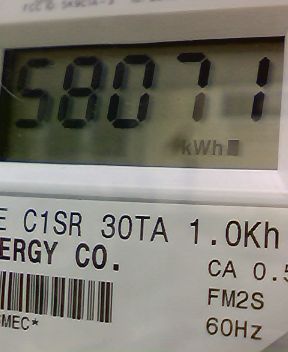 58071
kWh
E C1SR 30TA 1.0Kh
ERGY CO.
CA 0.5
FM2S
MEC*
60Hz